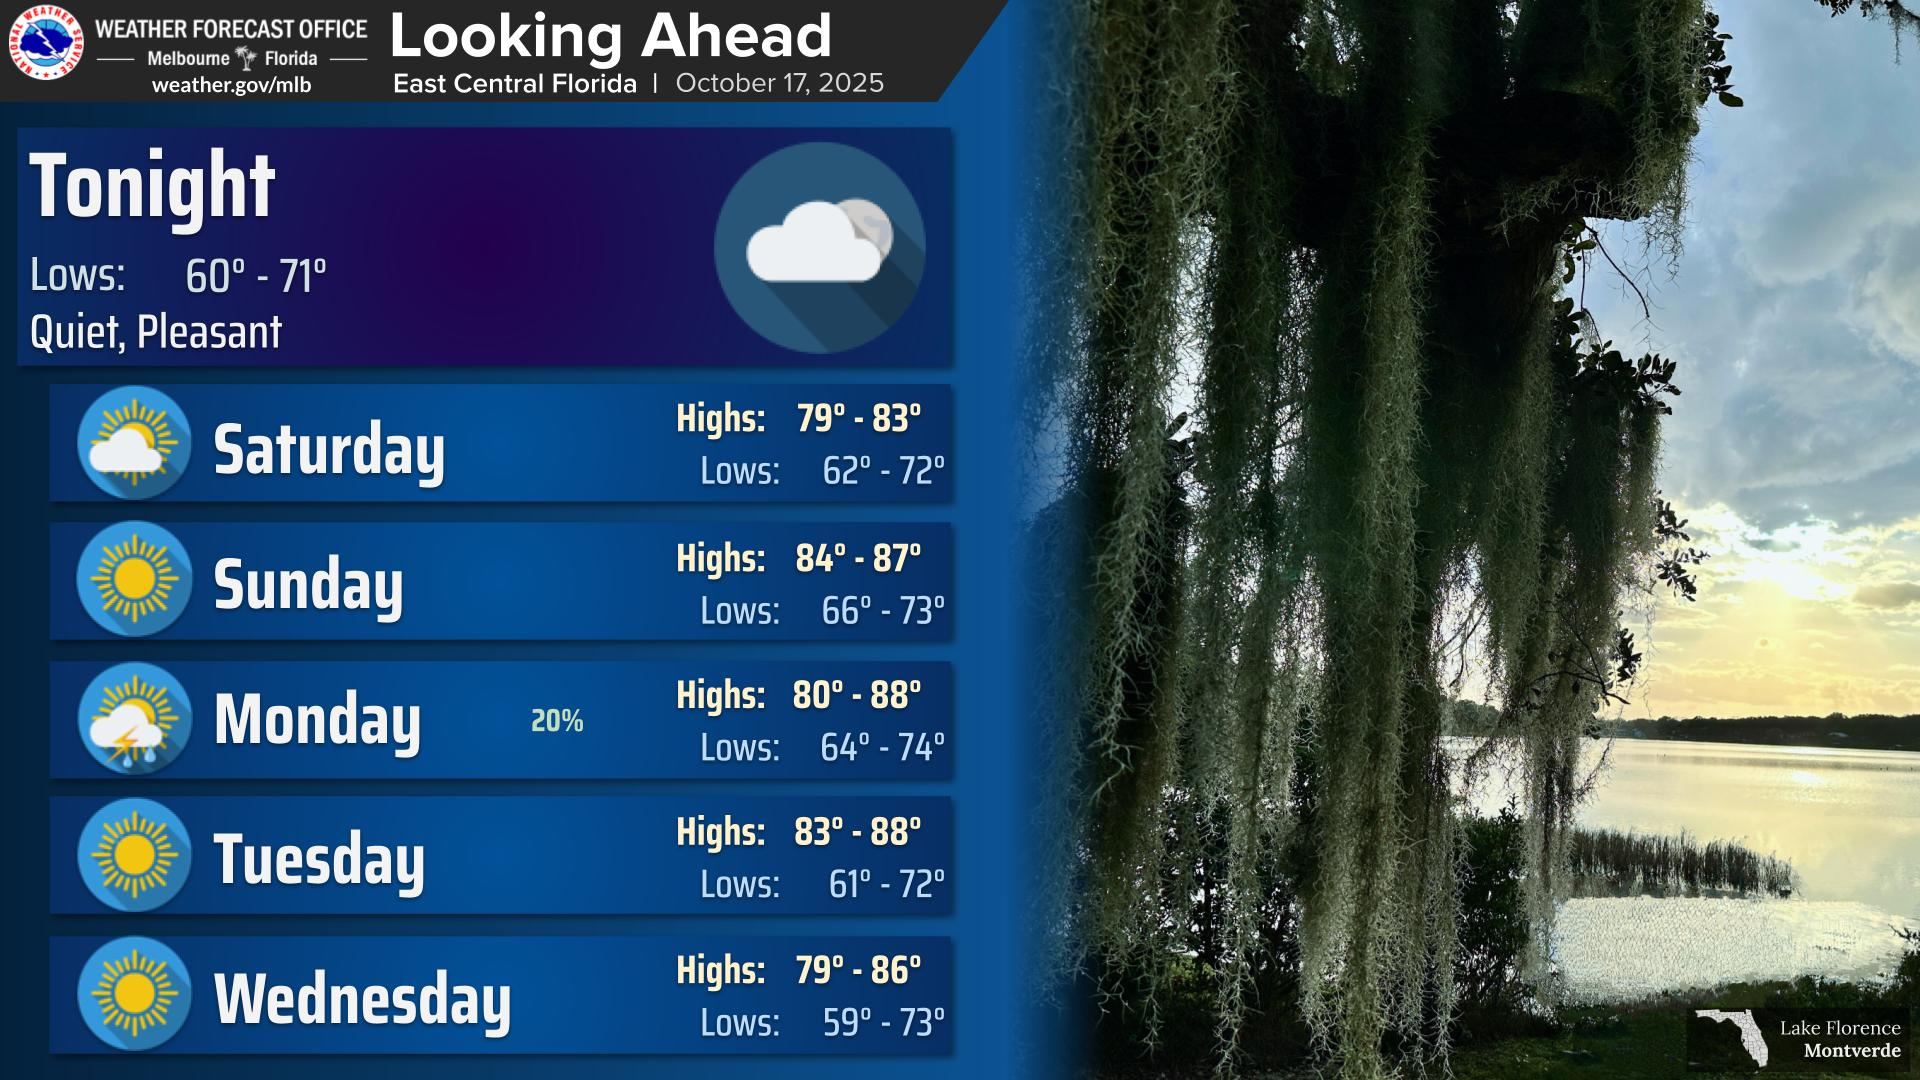 NATIONAL WEATHER SERVICE
WEATHER FORECAST OFFICE
Melbourne Florida
weather.gov/mlb
Looking Ahead
East Central Florida | October 17, 2025
Tonight
Lows: 60° - 71°
Quiet, Pleasant
Saturday
Highs: 79° - 83°
Lows: 62° - 72°
Sunday
Highs: 84° - 87°
Lows: 66° - 73°
Monday
20%
Highs: 80° - 88°
Lows: 64° - 74°
Tuesday
Highs: 83° - 88°
Lows: 61° - 72°
Wednesday
Highs: 79° - 86°
Lows: 59° - 73°
Lake Florence
Montverde